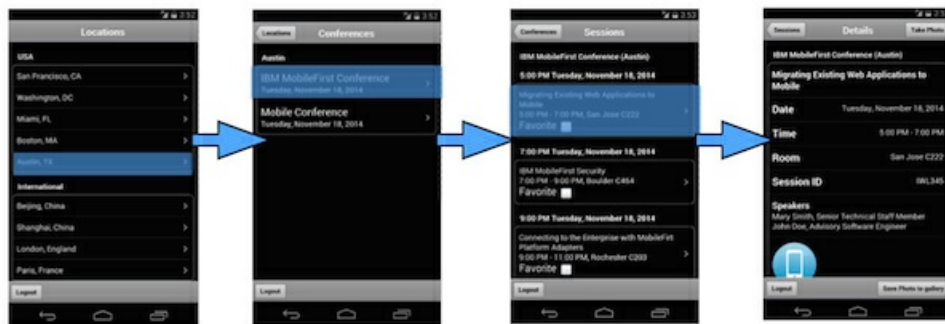 3:52
Locations
USA
San Francisco, CA
Washington, DC
Miami, FL
Boston, MA
Austin, TX
International
Beijing, China
Shanghai, China
London, England
Paris, France
Logout
3:52
Locations
Conferences
Austin
IBM MobileFirst Conference
Tuesday, November 18, 2014
Mobile Conference
Tuesday, November 18, 2014
Logout
3:53
Conferences
Sessions
IBM MobileFirst Conference (Austin)
5:00 PM Tuesday, November 18, 2014
Migrating Existing Web Applications to
Mobile
5:00 PM - 7:00 PM, San Jose C222
Favorite
7:00 PM Tuesday, November 18, 2014
IBM MobileFirst Security
7:00 PM - 9:00 PM, Boulder C454
Favorite
9:00 PM Tuesday, November 18, 2014
Connecting to the Enterprise with MobileFirt
Platform Adapters
9:00 PM - 11:00 PM, Rochester C203
Favorite
Logout
Sessions
Details
Take Photo
IBM MobileFirst Conference (Austin)
Migrating Existing Web Applications to
Mobile
Date Tuesday, November 18, 2014
Time 5:00 PM - 7:00 PM
Room San Jose C222
Session ID IWL345
Speakers
Mary Smith, Senior Technical Staff Member
John Doe, Advisory Software Engineer
Logout
Save Photo to gallery